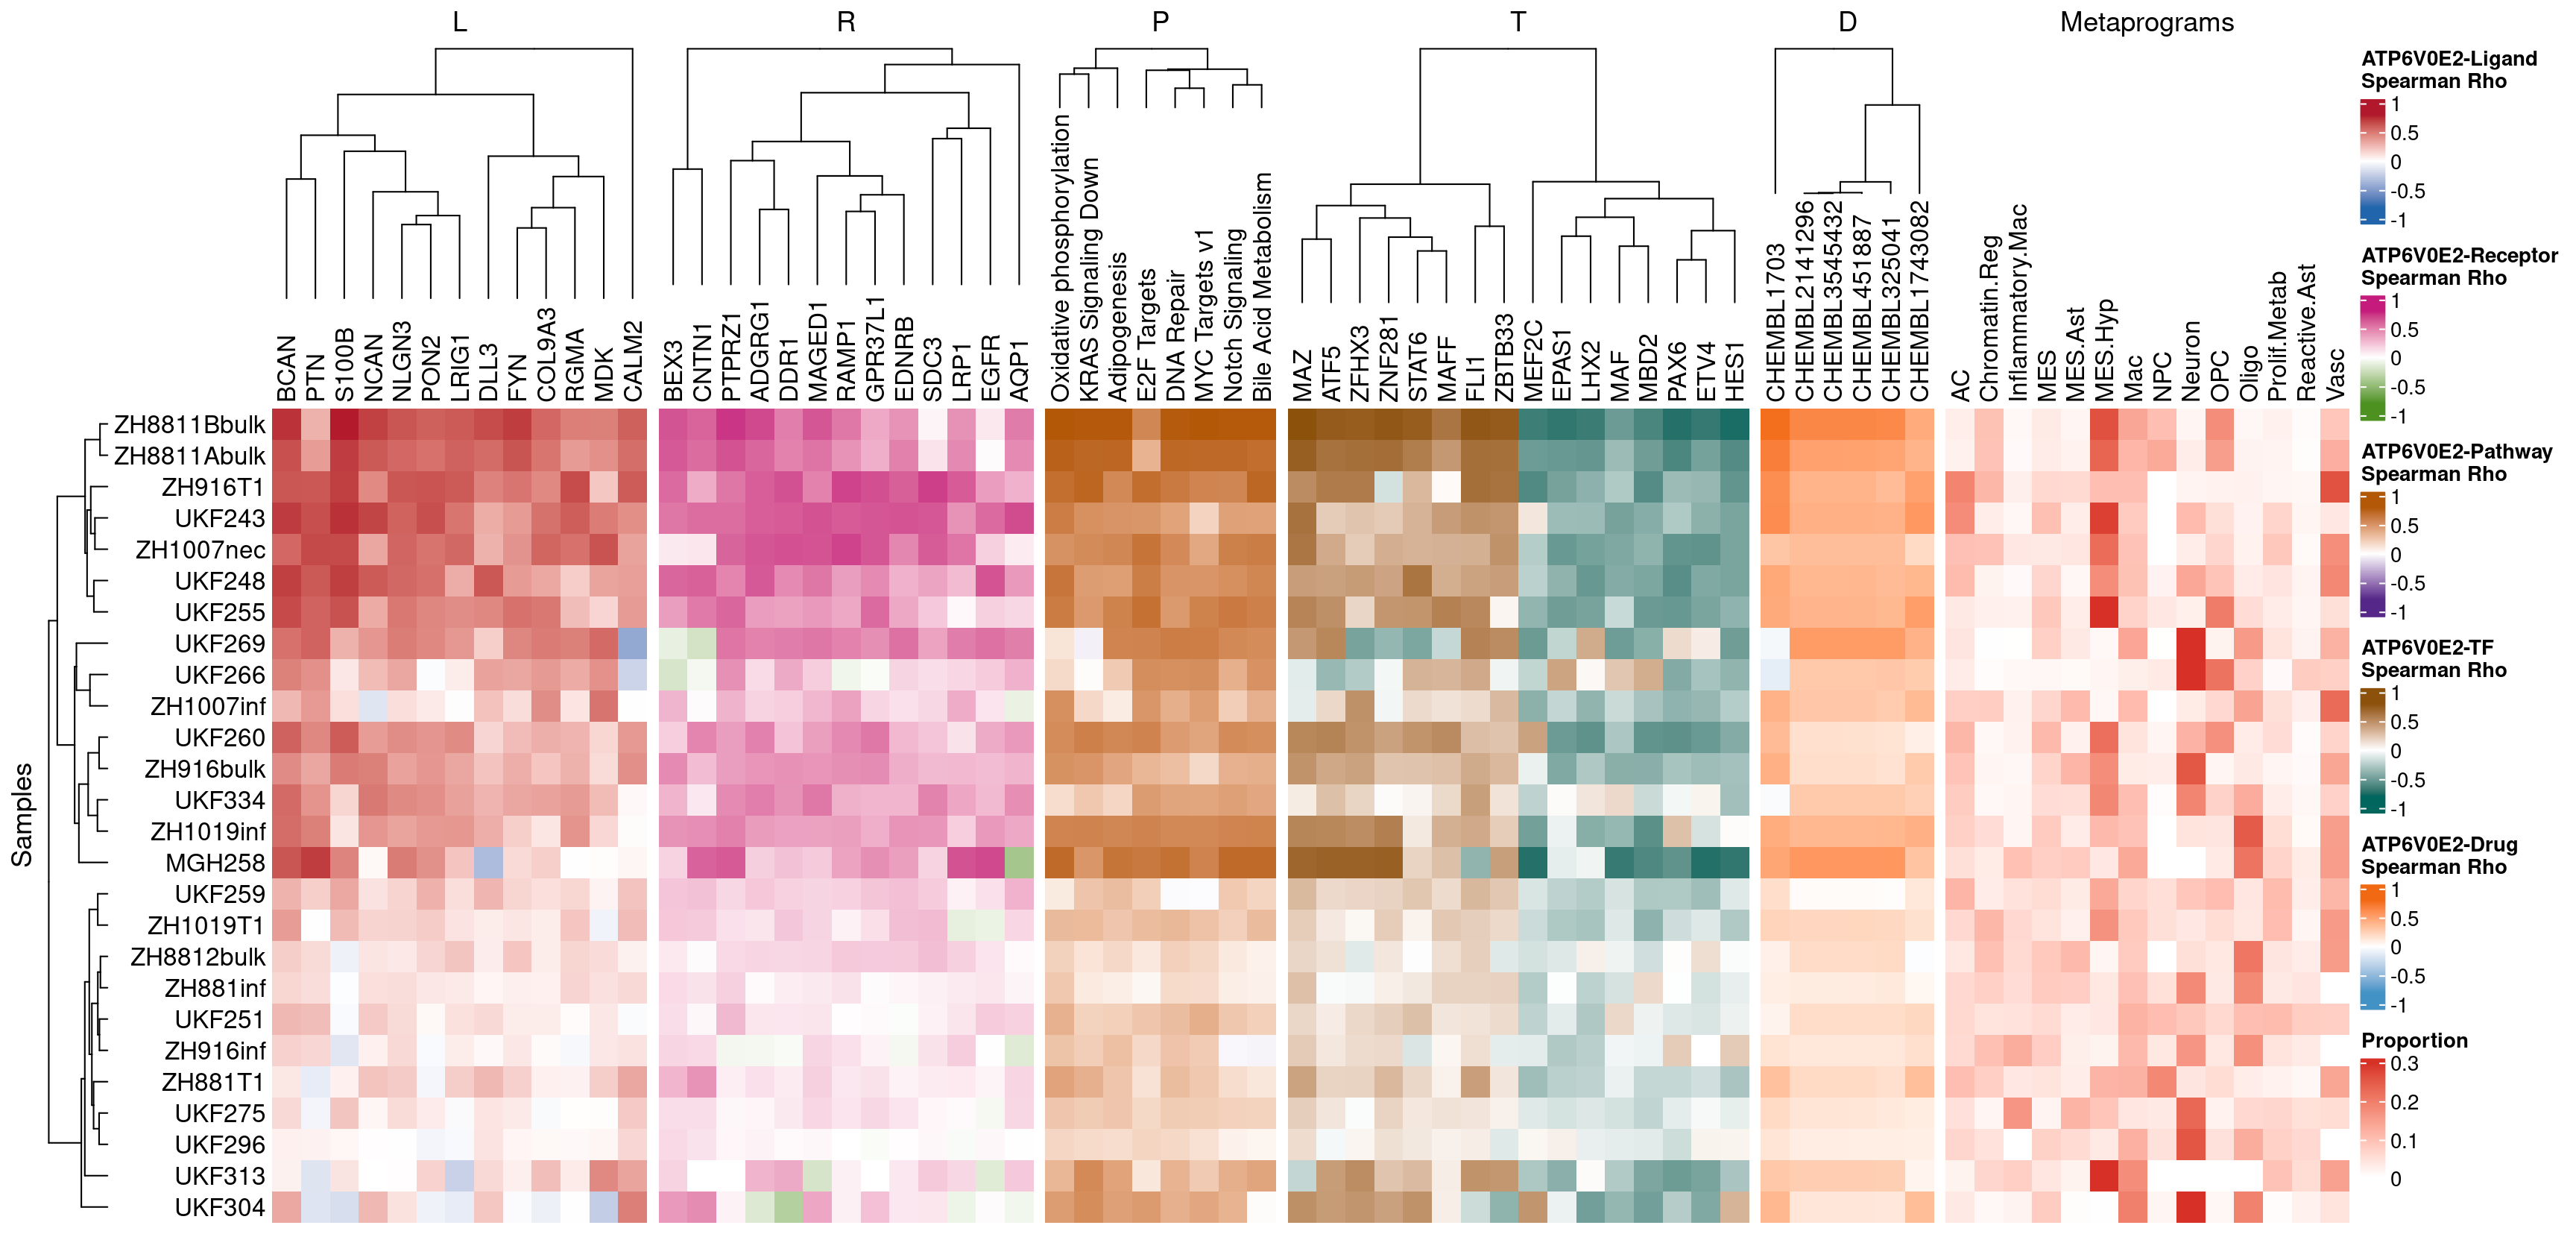 L R P T D Metaprograms
BCAN PTN S100B NCAN NLGN3 PON2 LRIG1 DLL3 FYN COL9A3 RGMA MDK CALM2
BEX3 CNTN1 PTPRZ1 ADGRG1 DDR1 MAGED1 RAMP1 GPR37L1 EDNRB SDC3 LRP1 EGFR AQP1
Oxidative phosphorylation
KRAS Signaling Down
Adipogenesis
E2F Targets
DNA Repair
MYC Targets v1
Notch Signaling
Bile Acid Metabolism
MAZ ATF5 ZFHX3 ZNF281 STAT6 MAFF FLI1 ZBTB33 MEF2C EPAS1 LHX2 MAF MBD2 PAX6 ETV4 HES1
CHEMBL1703
CHEMBL2141296
CHEMBL3545432
CHEMBL451887
CHEMBL325041
CHEMBL1743082
AC
Chromatin.Reg
Inflammatory.Mac
MES
MES.Ast
MES.Hyp
Mac
NPC
Neuron
OPC
Oligo
Prolif.Metab
Reactive.Ast
Vasc
Samples
ZH8811Bbulk
ZH8811Abulk
ZH916T1
UKF243
ZH1007nec
UKF248
UKF255
UKF269
UKF266
ZH1007inf
UKF260
ZH916bulk
UKF334
ZH1019inf
MGH258
UKF259
ZH1019T1
ZH8812bulk
ZH881inf
UKF251
ZH916inf
ZH881T1
UKF275
UKF296
UKF313
UKF304
ATP6V0E2-Ligand
Spearman Rho
1
0.5
0
-0.5
-1
ATP6V0E2-Receptor
Spearman Rho
1
0.5
0
-0.5
-1
ATP6V0E2-Pathway
Spearman Rho
1
0.5
0
-0.5
-1
ATP6V0E2-TF
Spearman Rho
1
0.5
0
-0.5
-1
ATP6V0E2-Drug
Spearman Rho
1
0.5
0
-0.5
-1
Proportion
0.3
0.2
0.1
0